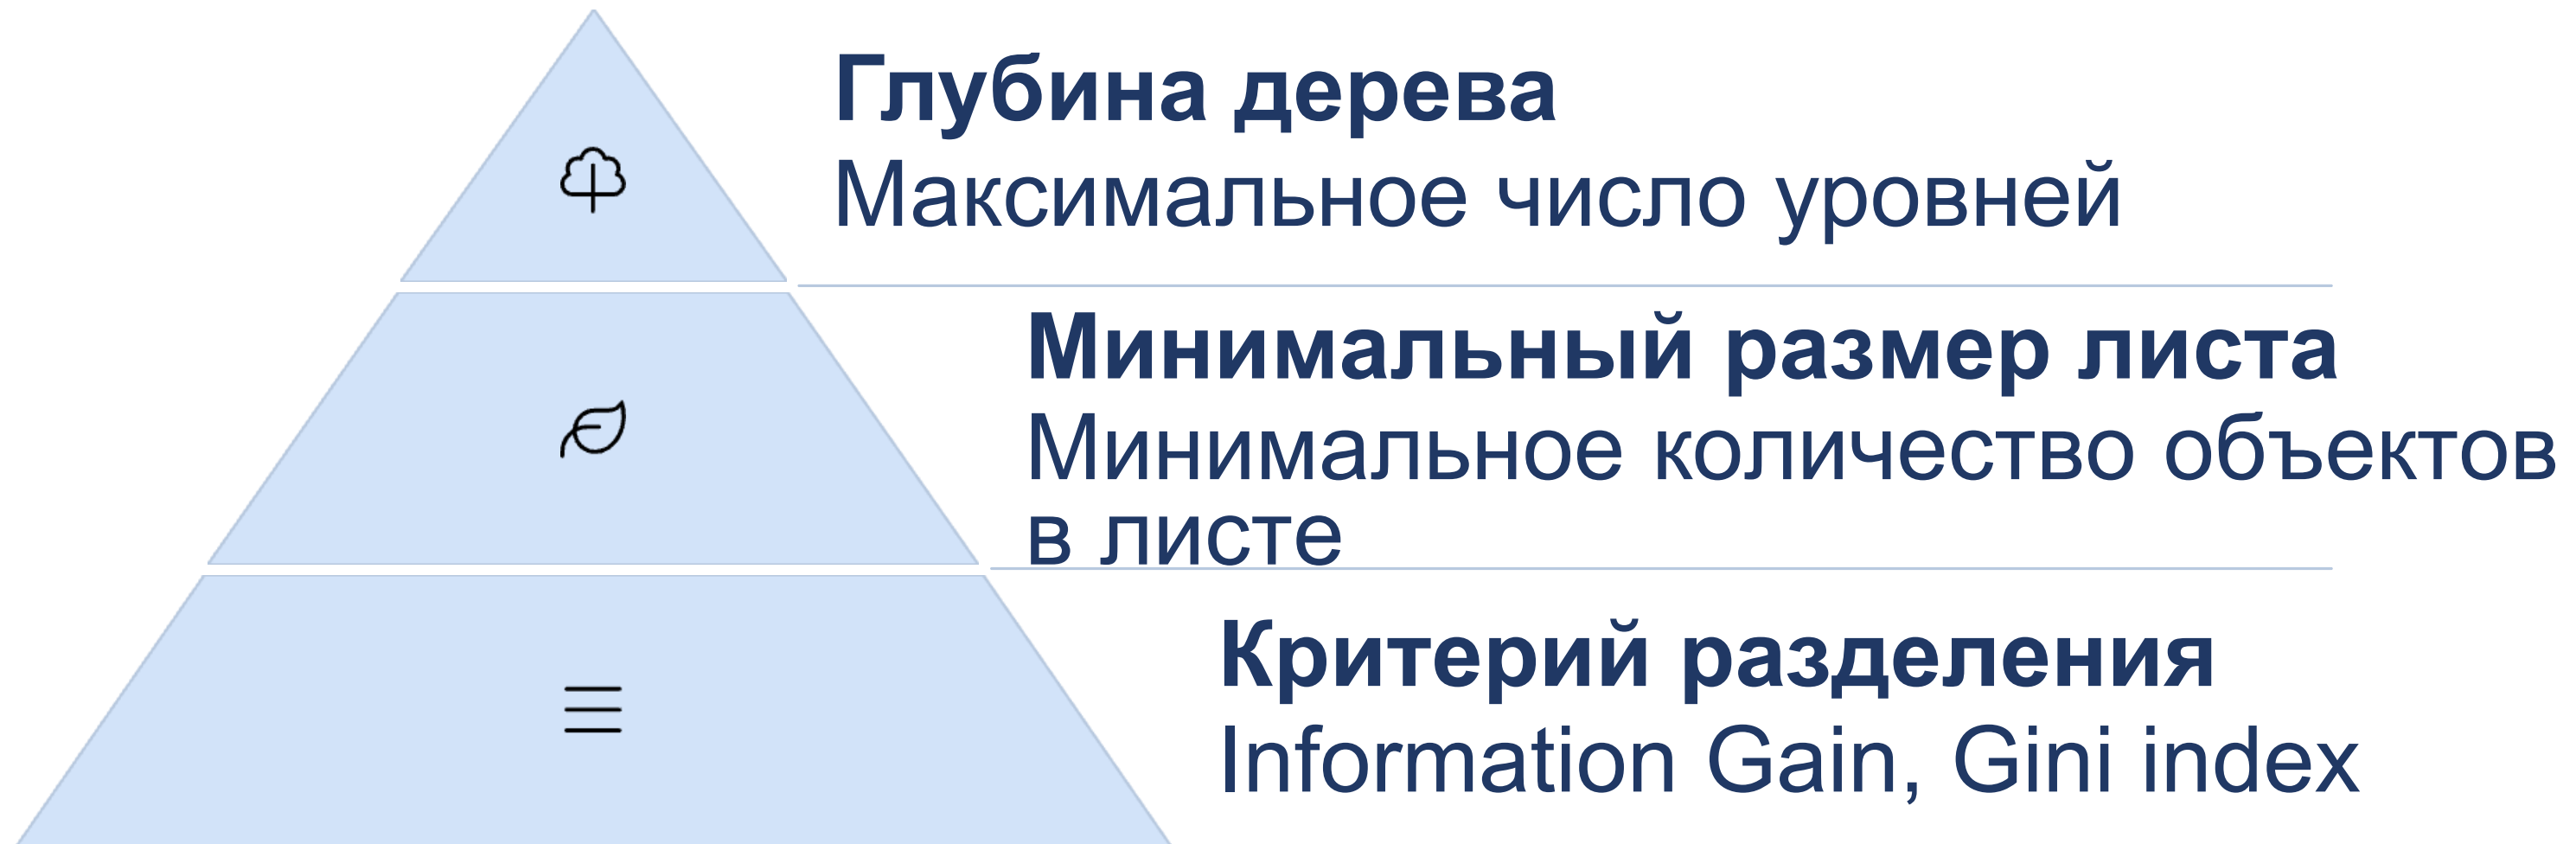 Глубина дерева
Максимальное число уровней
Минимальный размер листа
Минимальное количество объектов
в листе
Критерий разделения
Information Gain, Gini index